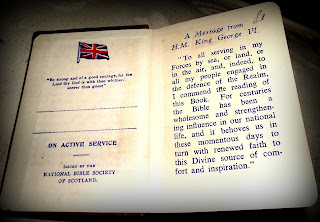 "Be strong and of a good courage, for the
Lord thy God is with thee whither-
soever thou goest"
ON ACTIVE SERVICE
ISSUED BY THE
NATIONAL BIBLE SOCIETY
OF SCOTLAND.
A Message from
H.M. King George VI.
"To all serving in my
Forces by sea, or land, or
in the air, and, indeed, to
all my people engaged in
the defence of the Realm,
I commend the reading of
this Book. For centuries
the Bible has been a
wholesome and strengthen-
ing influence in our national
life, and it behoves us in
these momentous days to
turn with renewed faith to
this Divine source of com-
fort and inspiration."